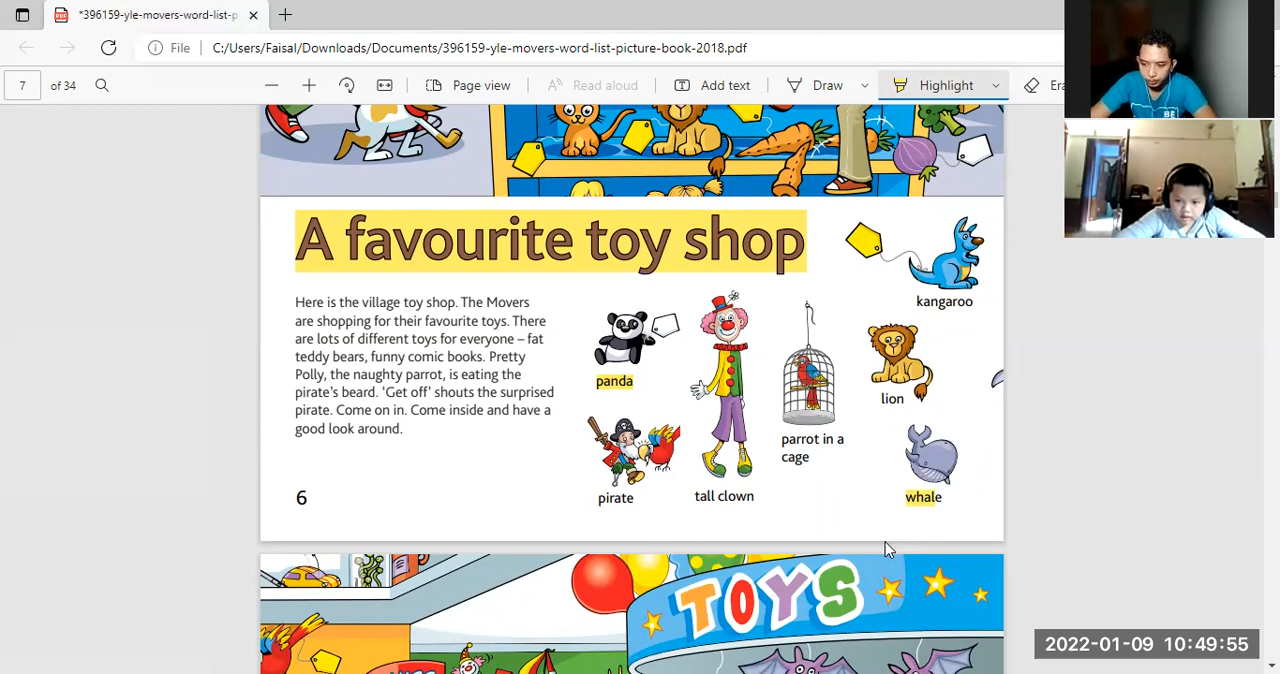 *396159-yle-movers-word-list-p
File C:/Users/Faisal/Downloads/Documents/396159-yle-movers-word-list-picture-book-2018.pdf
7 of 34 Page view Read aloud Add text Draw Highlight Era
A favourite toy shop
Here is the village toy shop. The Movers
are shopping for their favourite toys. There
are lots of different toys for everyone – fat
teddy bears, funny comic books. Pretty
Polly, the naughty parrot, is eating the
pirate's beard. 'Get off' shouts the surprised
pirate. Come on in. Come inside and have a
good look around.
6
panda
pirate
tall clown
parrot in a
cage
kangaroo
lion
whale
TOYS
BE
2022-01-09 10:49:55